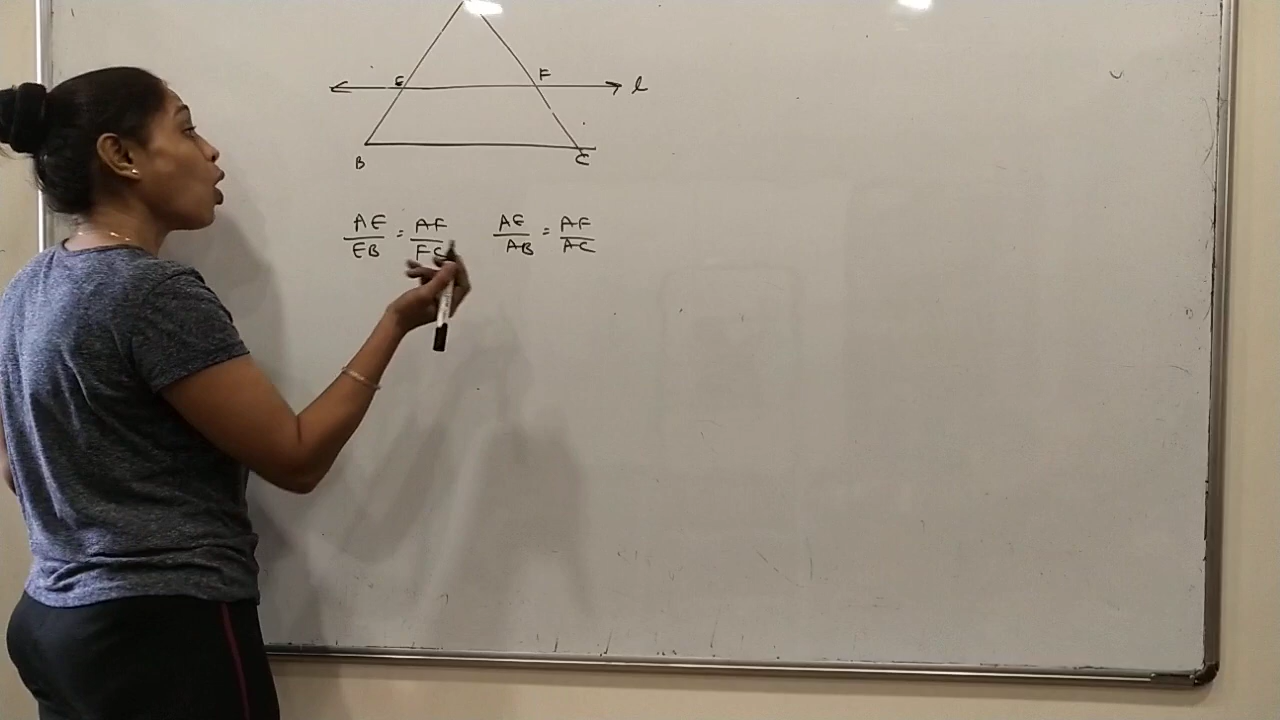 E F l
B C
AE/EB = AF/FC AE/AB = AF/AC